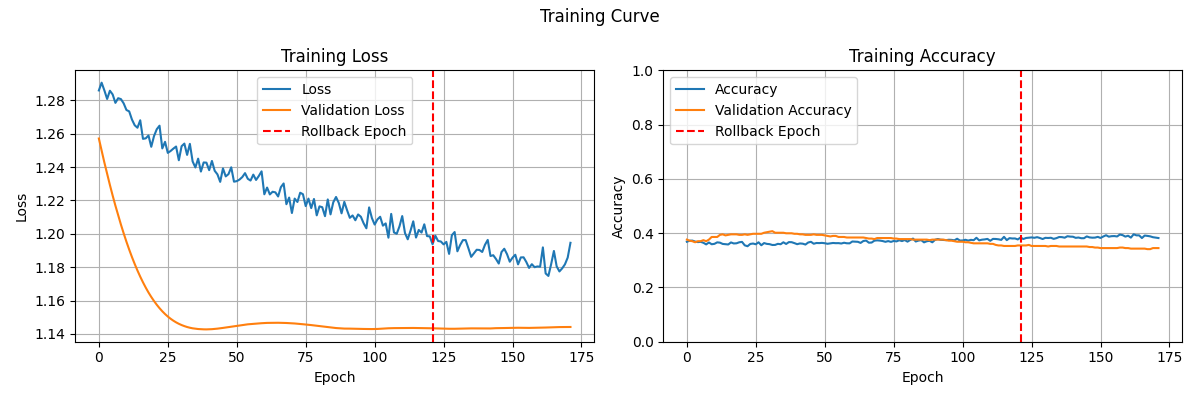 Training Curve
Training Loss
Loss
Validation Loss
Rollback Epoch
1.28
1.26
1.24
1.22
1.20
1.18
1.16
1.14
Loss
0
25
50
75
100
125
150
175
Epoch
Training Accuracy
Accuracy
Validation Accuracy
Rollback Epoch
1.0
0.8
0.6
0.4
0.2
0.0
Accuracy
0
25
50
75
100
125
150
175
Epoch